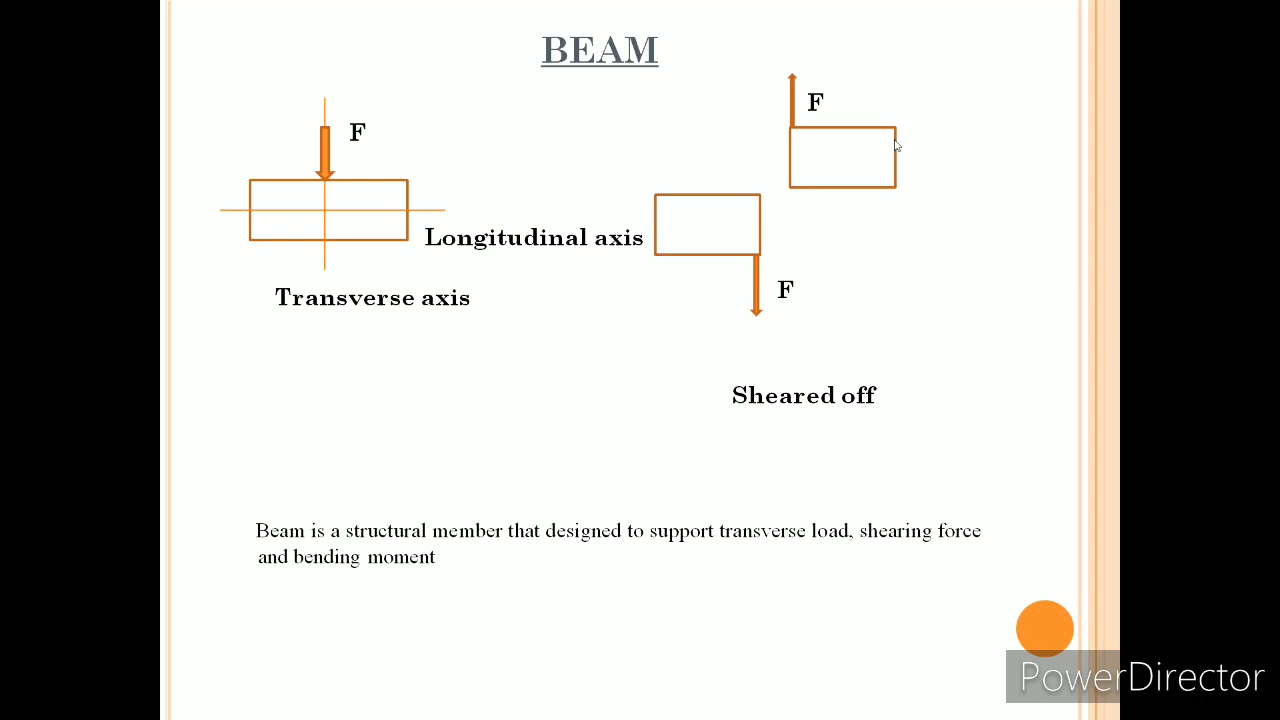 BEAM
F
F
Longitudinal axis
F
Transverse axis
Sheared off
Beam is a structural member that designed to support transverse load, shearing force
and bending moment
PowerDirector